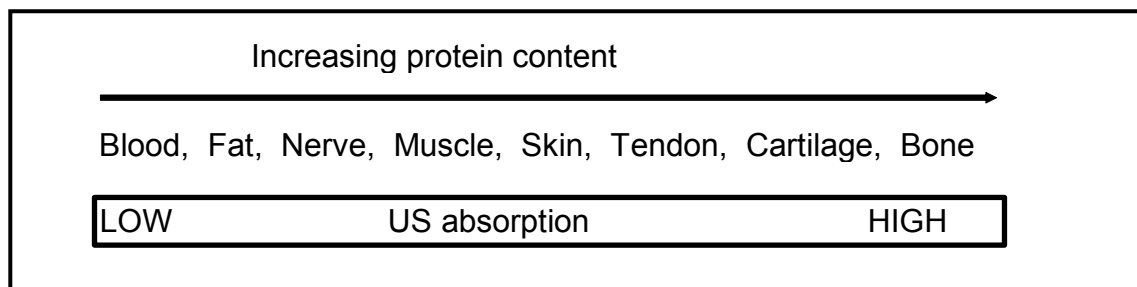 Increasing protein content
Blood, Fat, Nerve, Muscle, Skin, Tendon, Cartilage, Bone
LOW US absorption HIGH